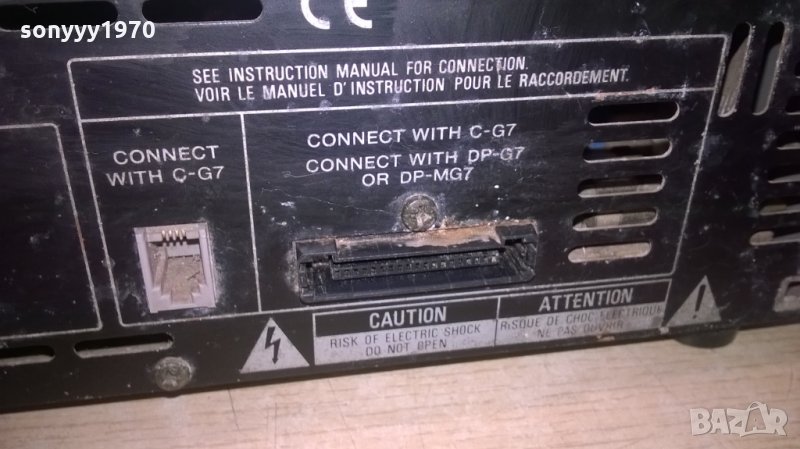 sonyyy1970
CE
SEE INSTRUCTION MANUAL FOR CONNECTION.
VOIR LE MANUEL D'INSTRUCTION POUR LE RACCORDEMENT.
CONNECT
WITH C-G7
CONNECT WITH C-G7
CONNECT WITH DP-G7
OR DP-MG7
CAUTION
RISK OF ELECTRIC SHOCK
DO NOT OPEN
ATTENTION
RISQUE DE CHOC ELECTRIQUE
NE PAS OUVRIR
BAZAR